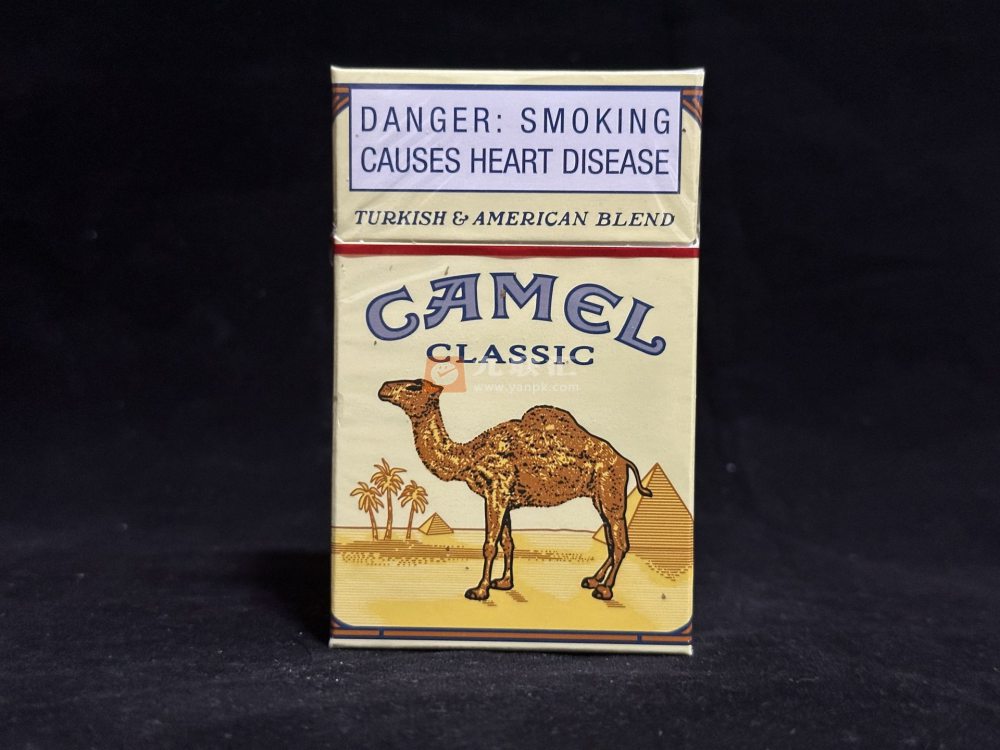 DANGER: SMOKING
CAUSES HEART DISEASE
TURKISH & AMERICAN BLEND
CAMEL
CLASSIC
www.yanpk.com